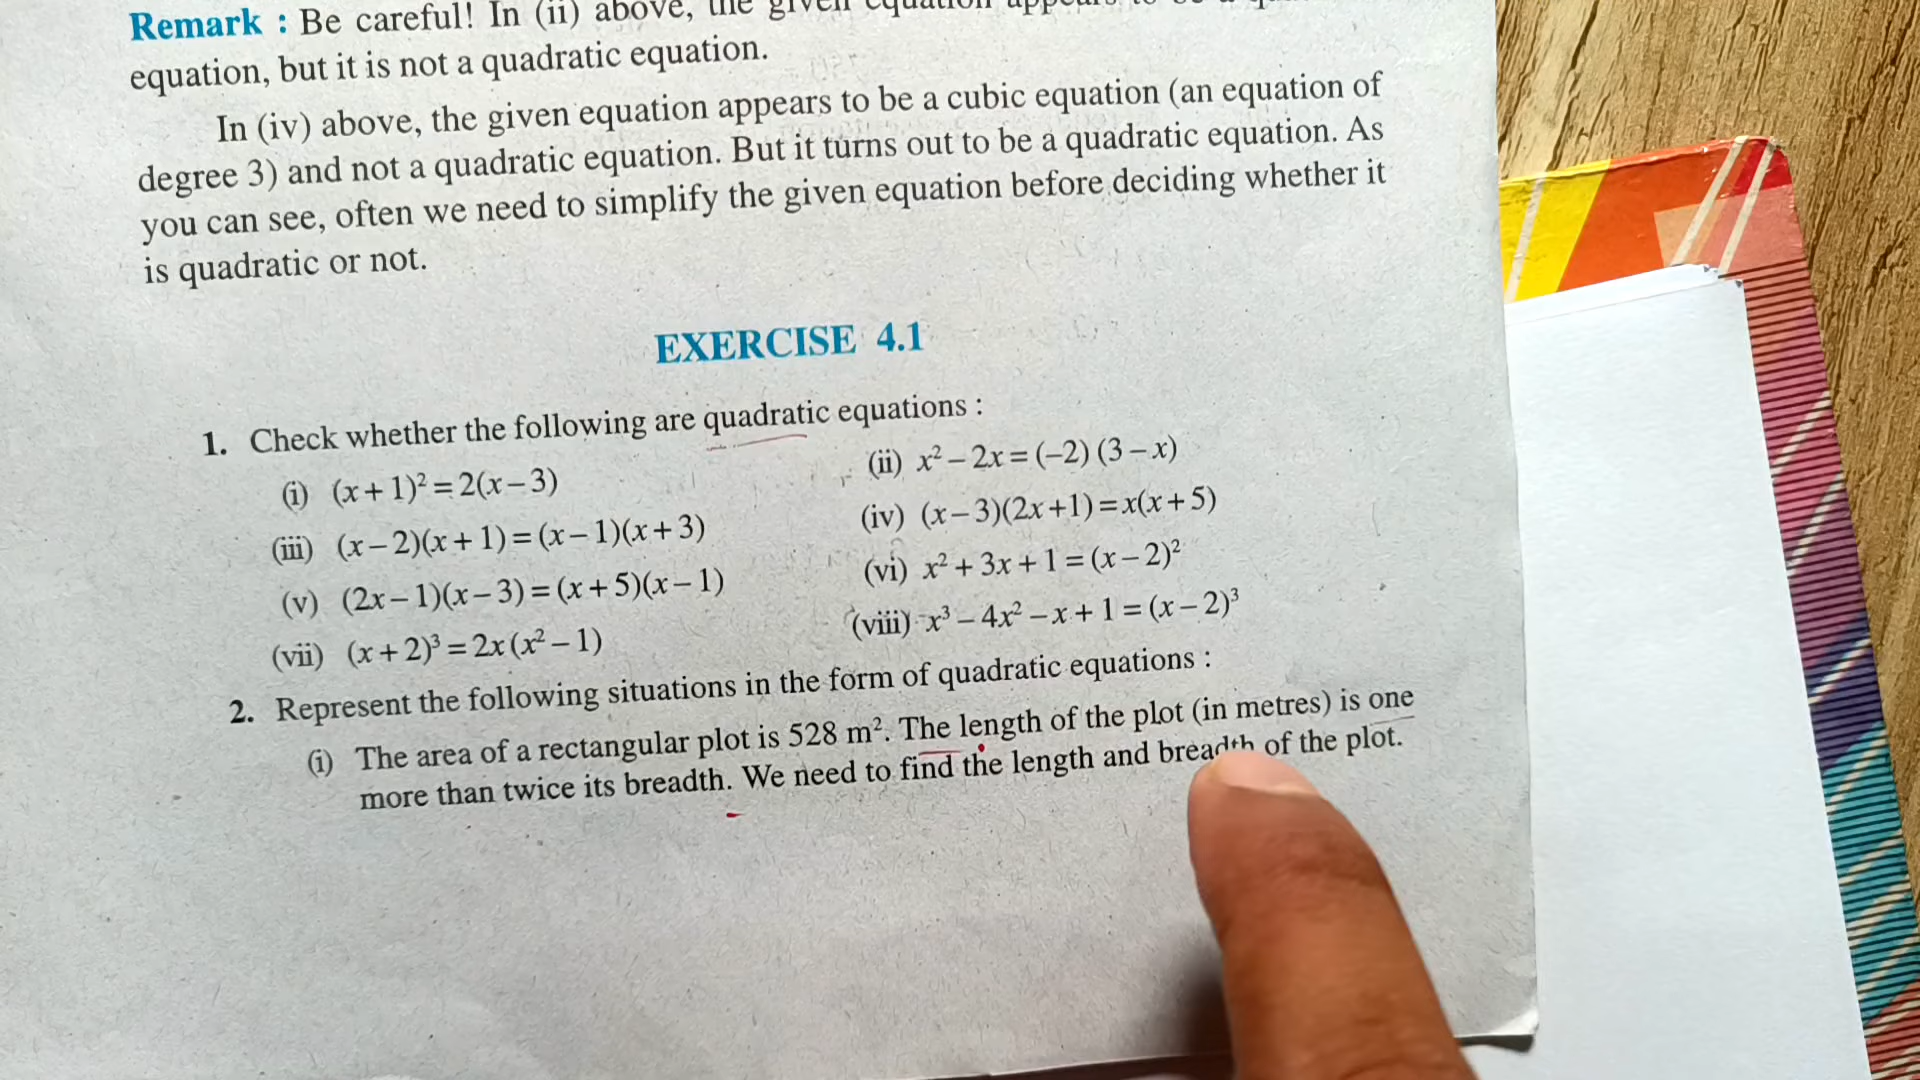 Remark : Be careful! In (ii) above, the given equation appears to be a
equation, but it is not a quadratic equation.
In (iv) above, the given equation appears to be a cubic equation (an equation of
degree 3) and not a quadratic equation. But it turns out to be a quadratic equation. As
you can see, often we need to simplify the given equation before deciding whether it
is quadratic or not.
EXERCISE 4.1
1. Check whether the following are quadratic equations :
(i) (x + 1)² = 2(x – 3) (ii) x² – 2x = (–2) (3 – x)
(iii) (x – 2)(x + 1) = (x – 1)(x + 3) (iv) (x – 3)(2x +1) = x(x + 5)
(v) (2x – 1)(x – 3) = (x + 5)(x – 1) (vi) x² + 3x + 1 = (x – 2)²
(vii) (x + 2)³ = 2x (x² – 1) (viii) x³ – 4x² – x + 1 = (x – 2)³
2. Represent the following situations in the form of quadratic equations :
(i) The area of a rectangular plot is 528 m². The length of the plot (in metres) is one
more than twice its breadth. We need to find the length and breadth of the plot.